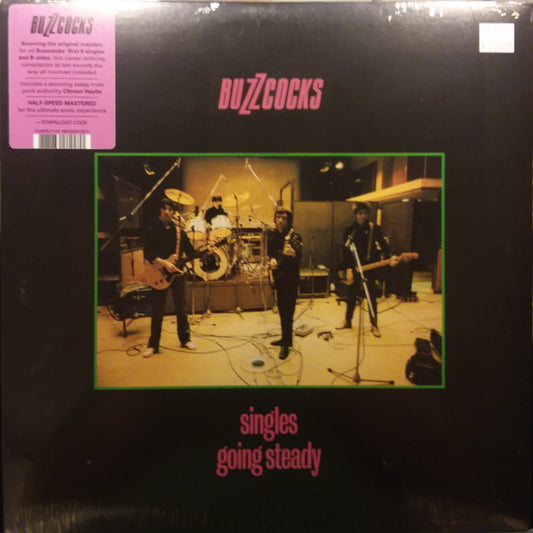 BUZZCOCKS
Sourcing the original masters
for all Buzzcocks' first 8 singles
and B-sides, this career defining
compilation at last sounds the
way all involved intended
Includes a stunning essay from
punk authority Clinton Heylin
HALF-SPEED MASTERED
for the ultimate sonic experience
+ DOWNLOAD CODE
BUZZCOCKS
singles
going steady